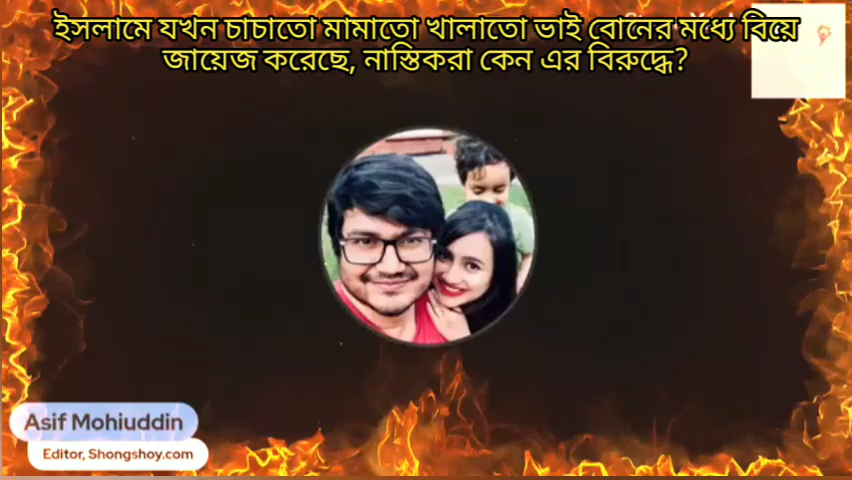 ইসলামে যখন চাচাতো মামাতো খালাতো ভাই বোনের মধ্যে বিয়ে
জায়েজ করেছে, নাস্তিকরা কেন এর বিরুদ্ধে?
Asif Mohiuddin
Editor, Shongshoy.com